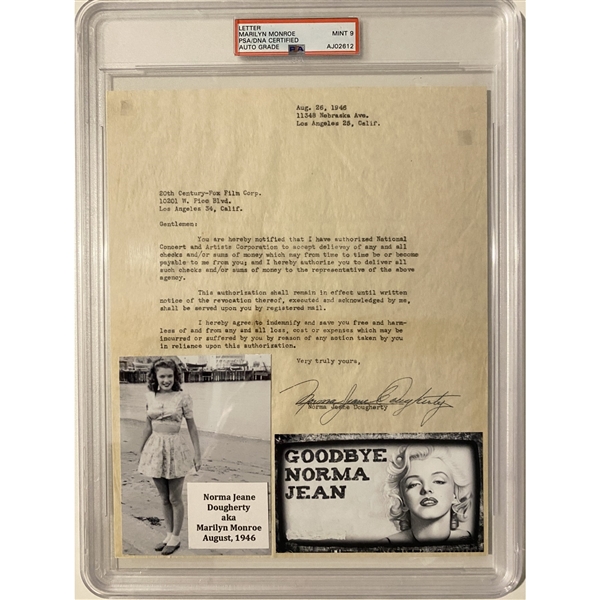 LETTER
MARILYN MONROE
PSA/DNA CERTIFIED
AUTO GRADE
MINT 9
AJ02612
PSA
Aug. 26, 1946
11348 Nebraska Ave.
Los Angeles 25, Calif.
20th Century-Fox Film Corp.
10201 W. Pico Blvd.
Los Angeles 34, Calif.
Gentlemen:
You are hereby notified that I have authorized National
Concert and Artists Corporation to accept delievey of any and all
checks and/or sums of money which may from time to time be or become
payable to me from you; and I hereby authorize you to deliver all
such checks and/or sums of money to the representative of the above
agency.
This authorization shall remain in effect until written
notice of the revocation thereof, executed and acknowledged by me,
shall be served upon you by registered mail.
I hereby agree to indemnify and save you free and harm-
less of and from any and all loss, cost or expenses which may be
incurred or suffered by you by reason of any action taken by you
in reliance upon this authorization.
Very truly yours,
Norma Jeane Dougherty
Norma Jeane Dougherty
Norma Jeane
Dougherty
aka
Marilyn Monroe
August, 1946
GOODBYE
NORMA
JEAN